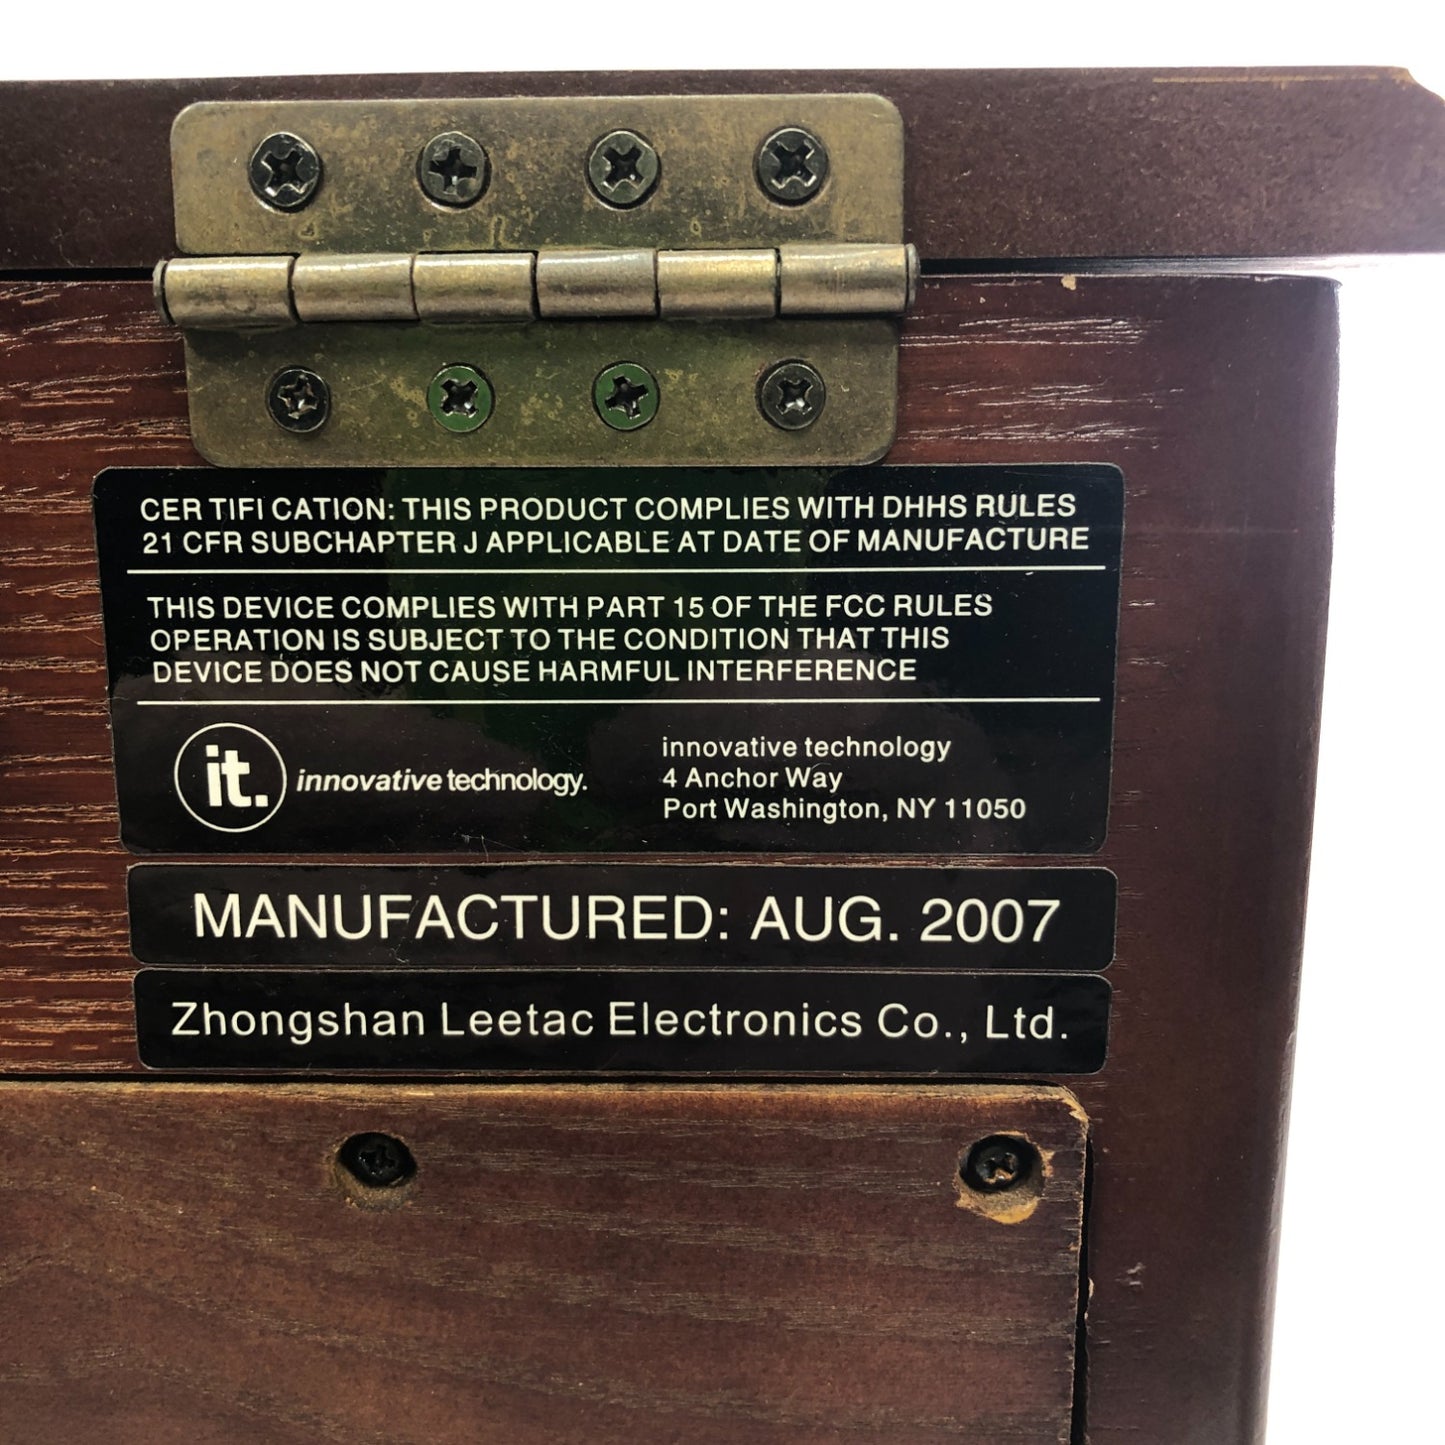 CER TIFI CATION: THIS PRODUCT COMPLIES WITH DHHS RULES
21 CFR SUBCHAPTER J APPLICABLE AT DATE OF MANUFACTURE
THIS DEVICE COMPLIES WITH PART 15 OF THE FCC RULES
OPERATION IS SUBJECT TO THE CONDITION THAT THIS
DEVICE DOES NOT CAUSE HARMFUL INTERFERENCE
it. innovative technology.
innovative technology
4 Anchor Way
Port Washington, NY 11050
MANUFACTURED: AUG. 2007
Zhongshan Leetac Electronics Co., Ltd.